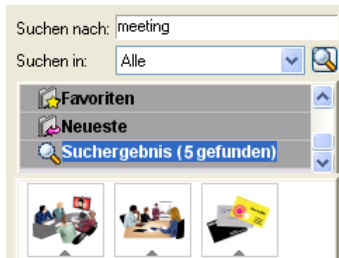 Suchen nach: meeting
Suchen in: Alle
Favoriten
Neueste
Suchergebnis (5 gefunden)